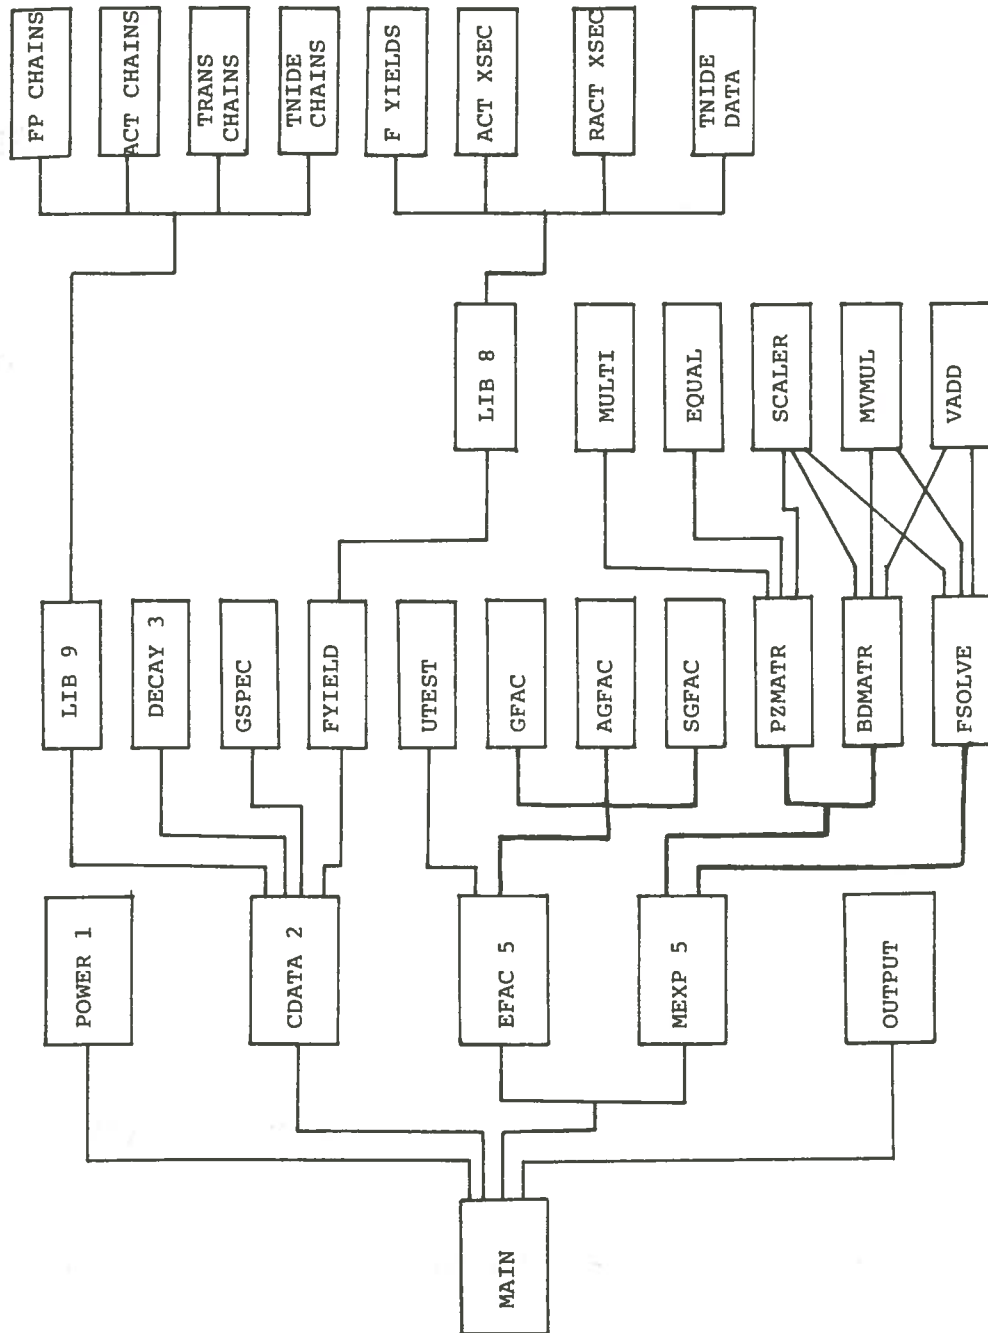 FP CHAINS
ACT CHAINS
TRANS
CHAINS
TNIDE
CHAINS
F YIELDS
ACT XSEC
RACT XSEC
TNIDE
DATA
LIB 8
MULTI
EQUAL
SCALER
MVMUL
VADD
LIB 9
DECAY 3
GSPEC
FYIELD
UTEST
GFAC
AGFAC
SGFAC
PZMATR
BDMATR
FSOLVE
POWER 1
CDATA 2
EFAC 5
MEXP 5
OUTPUT
MAIN